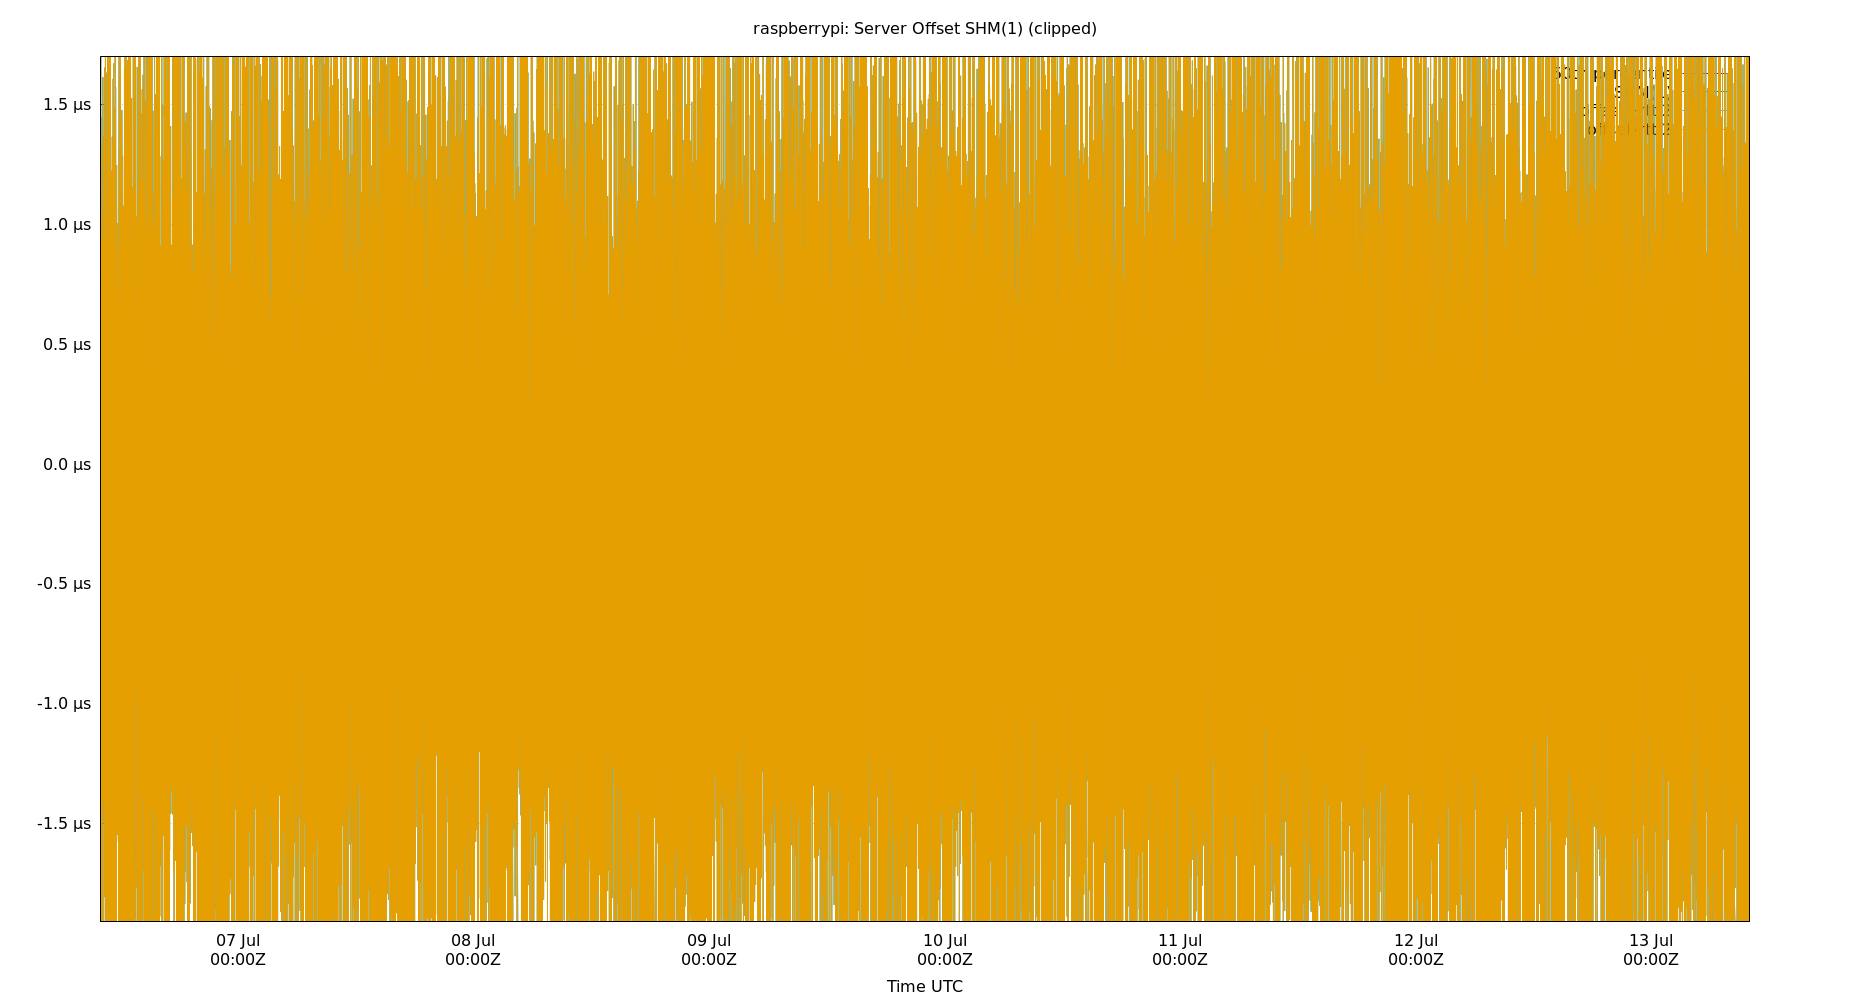 raspberrypi: Server Offset SHM(1) (clipped)
1.5 µs
1.0 µs
0.5 µs
0.0 µs
-0.5 µs
-1.0 µs
-1.5 µs
07 Jul 08 Jul 09 Jul 10 Jul 11 Jul 12 Jul 13 Jul
00:00Z 00:00Z 00:00Z 00:00Z 00:00Z 00:00Z 00:00Z
Time UTC